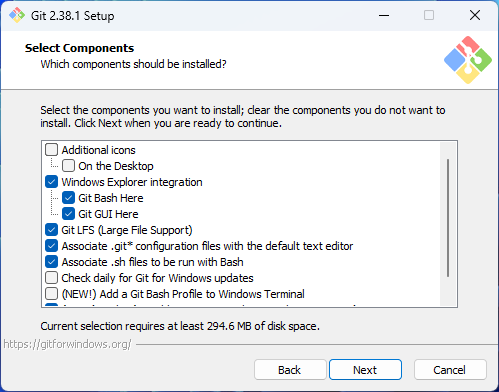 Git 2.38.1 Setup
Select Components
Which components should be installed?
Select the components you want to install; clear the components you do not want to
install. Click Next when you are ready to continue.
Additional icons
On the Desktop
Windows Explorer integration
Git Bash Here
Git GUI Here
Git LFS (Large File Support)
Associate .git* configuration files with the default text editor
Associate .sh files to be run with Bash
Check daily for Git for Windows updates
(NEW!) Add a Git Bash Profile to Windows Terminal
Current selection requires at least 294.6 MB of disk space.
https://gitforwindows.org/
Back
Next
Cancel